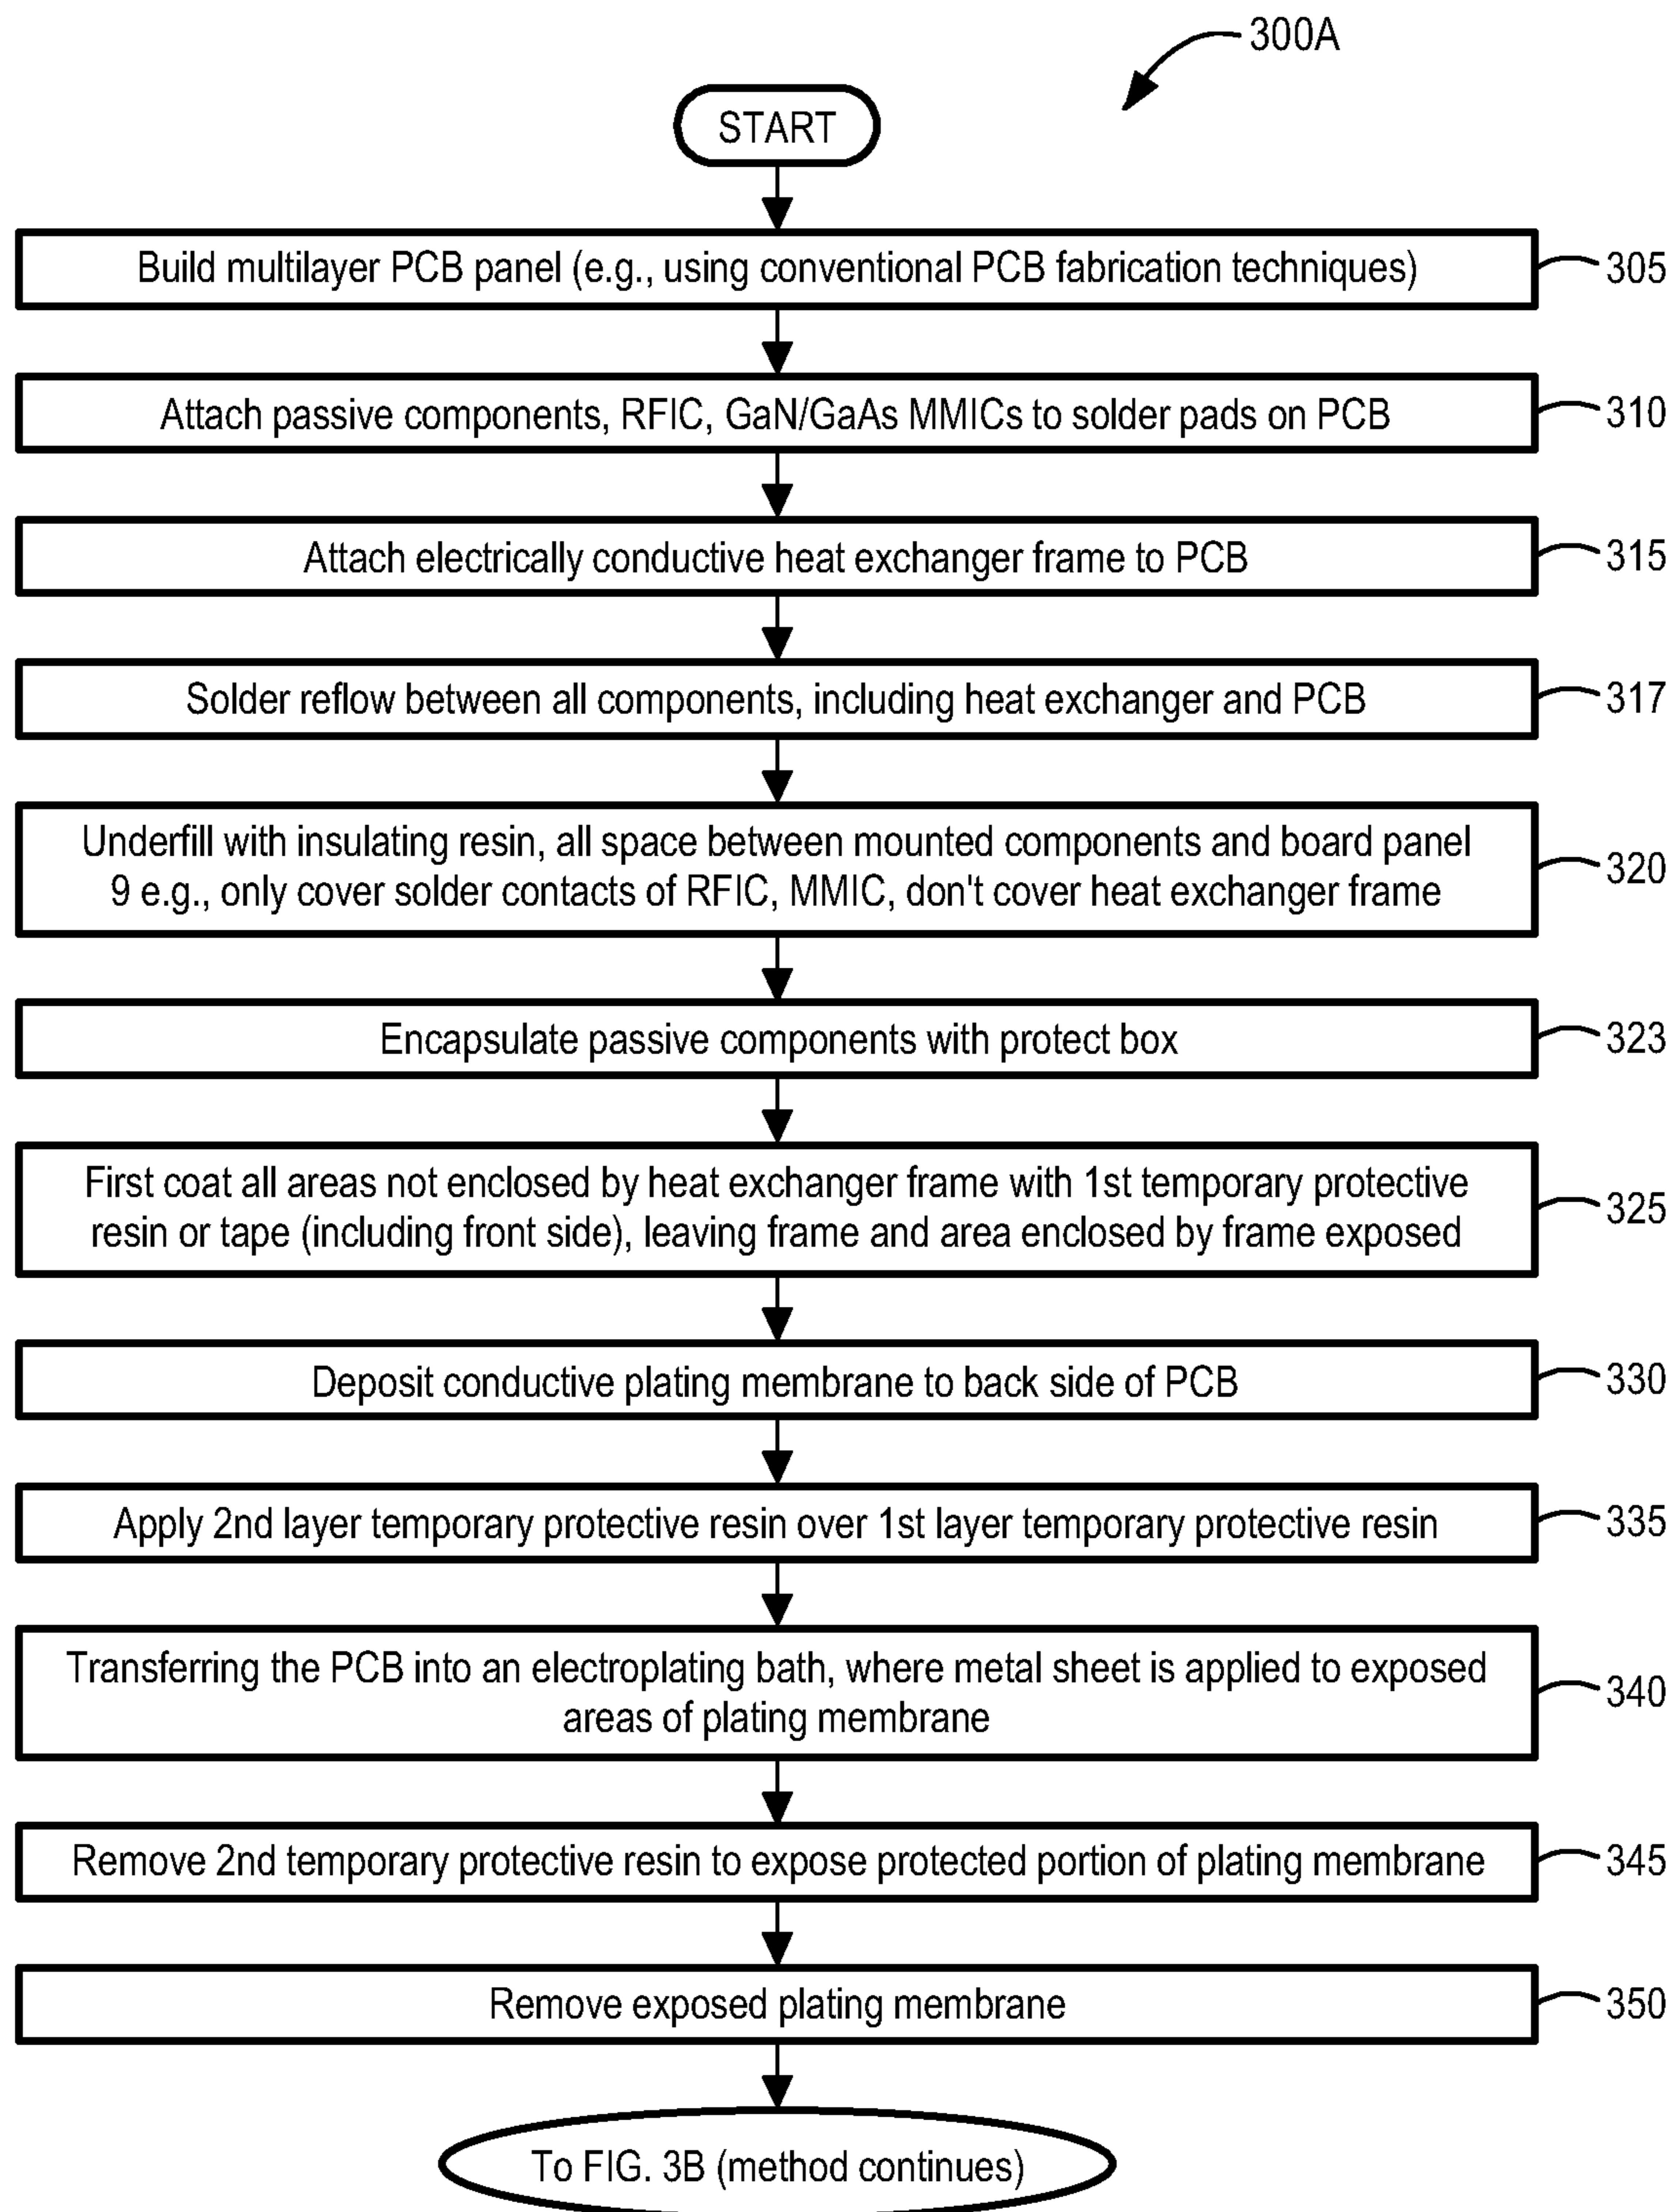 300A
START
Build multilayer PCB panel (e.g., using conventional PCB fabrication techniques)
305
Attach passive components, RFIC, GaN/GaAs MMICs to solder pads on PCB
310
Attach electrically conductive heat exchanger frame to PCB
315
Solder reflow between all components, including heat exchanger and PCB
317
Underfill with insulating resin, all space between mounted components and board panel
9 e.g., only cover solder contacts of RFIC, MMIC, don't cover heat exchanger frame
320
Encapsulate passive components with protect box
323
First coat all areas not enclosed by heat exchanger frame with 1st temporary protective
resin or tape (including front side), leaving frame and area enclosed by frame exposed
325
Deposit conductive plating membrane to back side of PCB
330
Apply 2nd layer temporary protective resin over 1st layer temporary protective resin
335
Transferring the PCB into an electroplating bath, where metal sheet is applied to exposed
areas of plating membrane
340
Remove 2nd temporary protective resin to expose protected portion of plating membrane
345
Remove exposed plating membrane
350
To FIG. 3B (method continues)